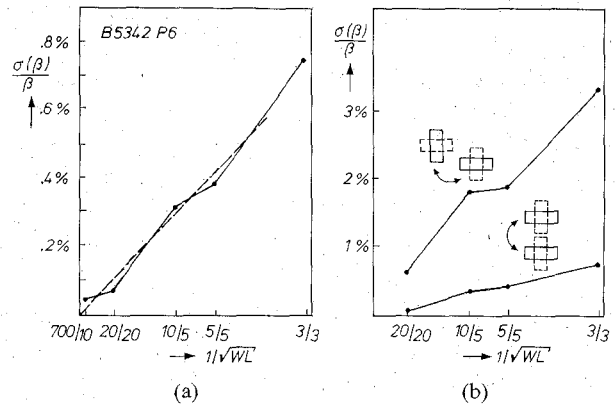 B5342 P6
σ(β)
β
.8%
.6%
.4%
.2%
700/10 20/20 10/5 5/5 3/3
→ 1/√WL
(a)
σ(β)
β
3%
2%
1%
20/20 10/5 5/5 3/3
→ 1/√WL
(b)